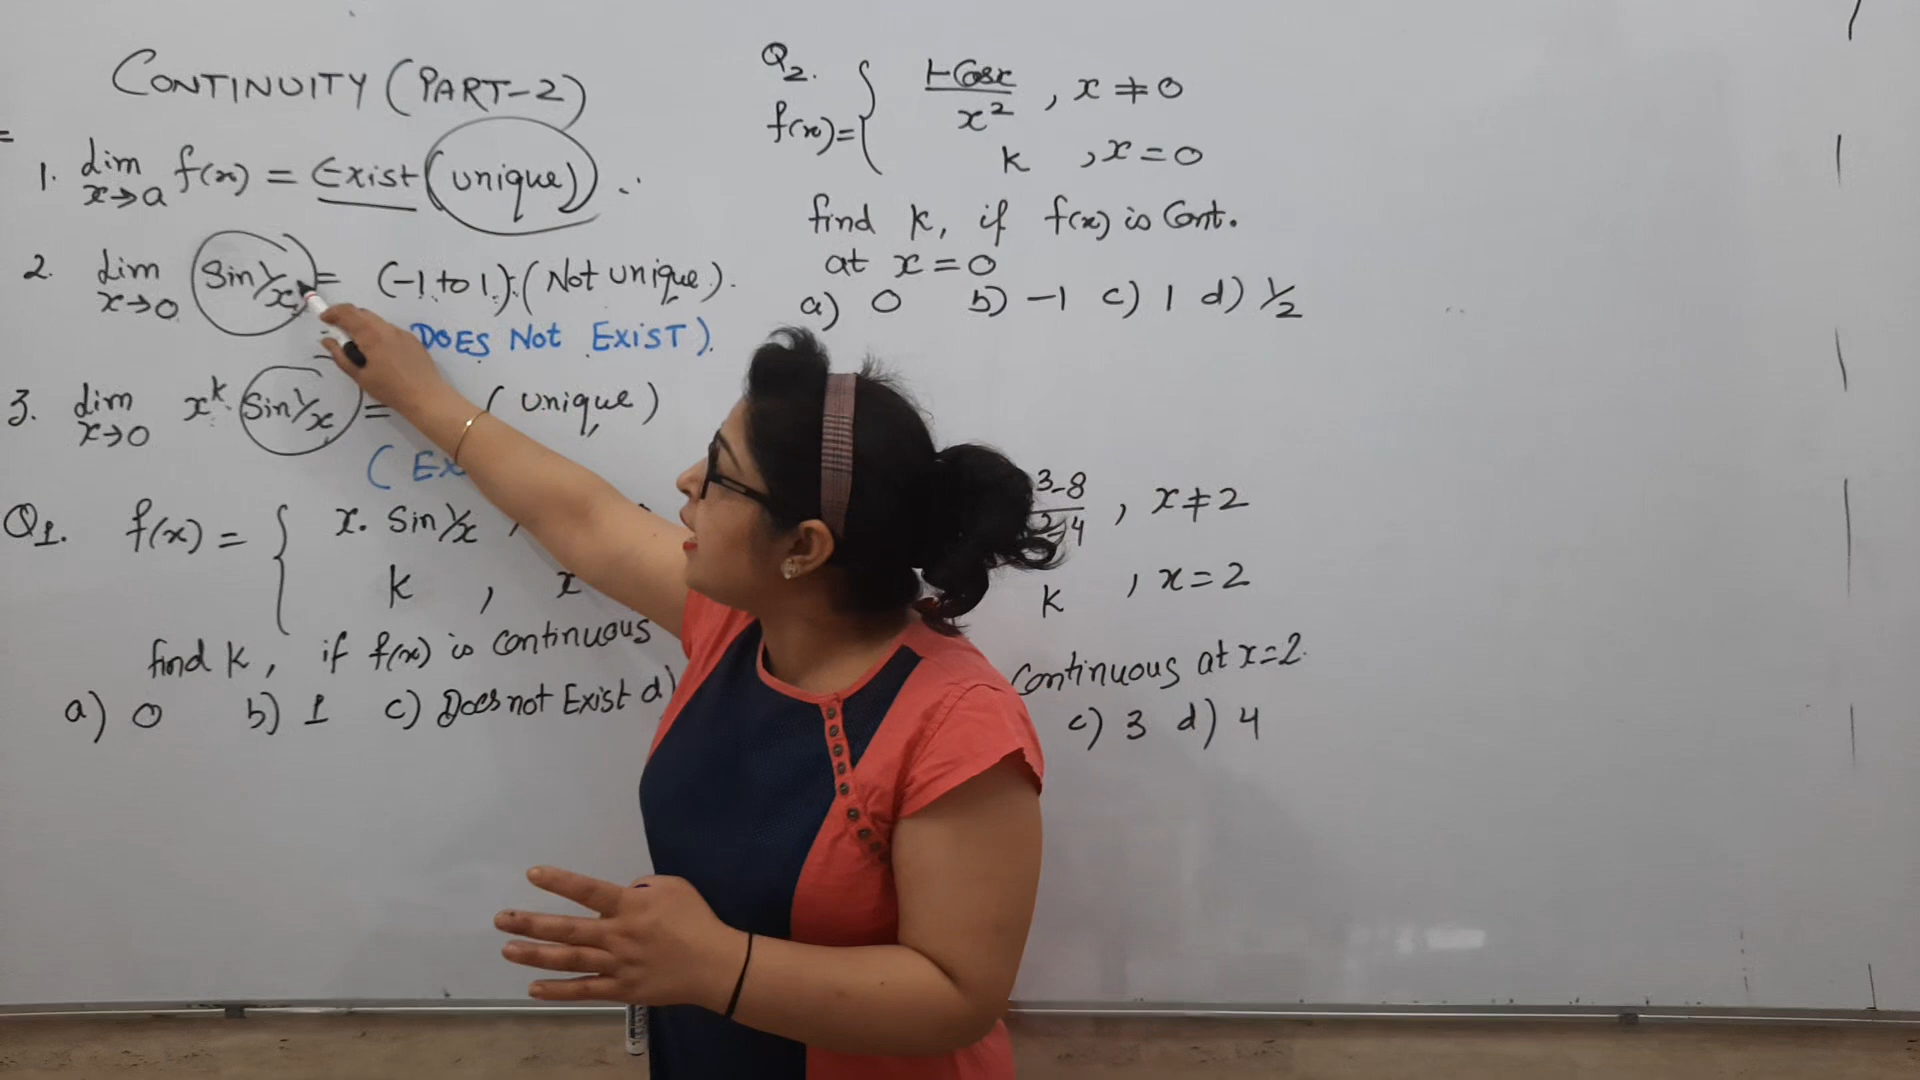 CONTINUITY (PART-2)
1. lim x→a f(x) = Exist (unique)
2. lim x→0 Sin 1/x = (-1 to 1): (Not unique).
DOES NOT EXIST).
3. lim x→0 x^k. Sin 1/x = (unique)
Q1. f(x) = { x. Sin 1/x ,
k , x
find k, if f(x) is continuous
a) 0 b) 1 c) Does not Exist d)
Q2.
f(x) = { 1-Cosx / x² , x ≠ 0
k , x = 0
find k, if f(x) is Cont.
at x = 0
a) 0 b) -1 c) 1 d) 1/2
3-8 / 2-4 , x ≠ 2
k , x = 2
Continuous at x=2.
c) 3 d) 4